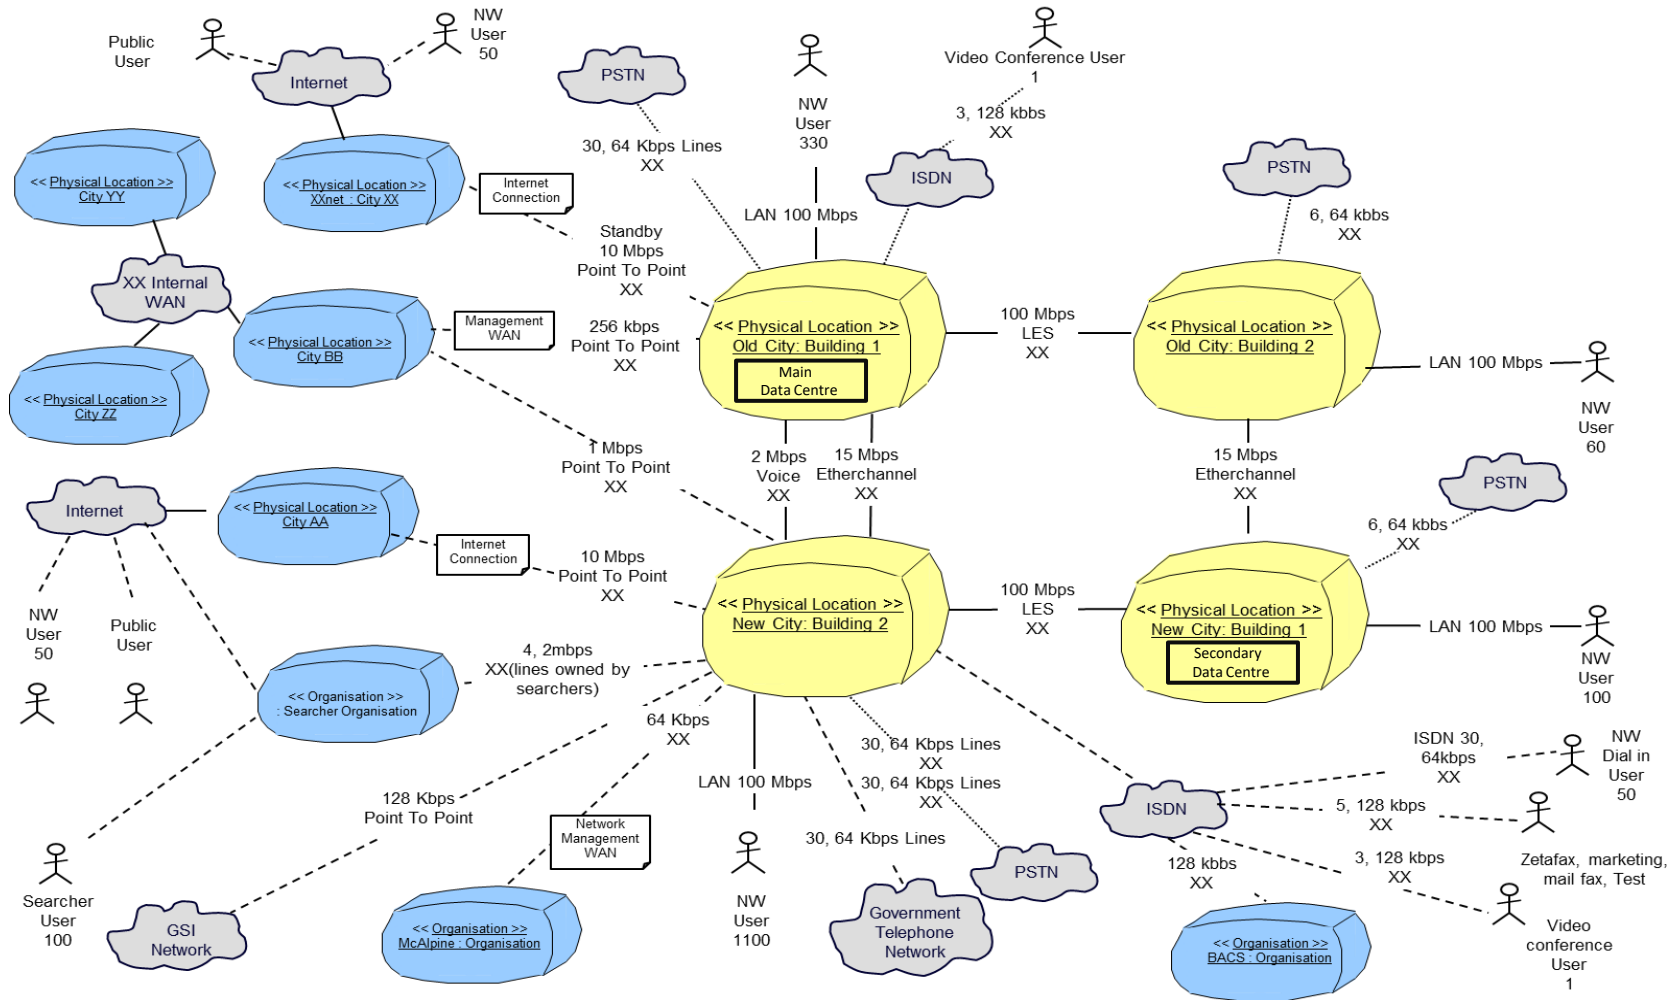 Public
User
NW
User
50
Internet
PSTN
NW
User
330
Video Conference User
1
3, 128 kbbs
XX
30, 64 Kbps Lines
XX
ISDN
PSTN
<< Physical Location >>
City YY
<< Physical Location >>
XXnet : City XX
Internet
Connection
LAN 100 Mbps
6, 64 kbbs
XX
Standby
10 Mbps
Point To Point
XX
XX Internal
WAN
<< Physical Location >>
City BB
Management
WAN
256 kbps
Point To Point
XX
<< Physical Location >>
Old City: Building 1
Main
Data Centre
100 Mbps
LES
XX
<< Physical Location >>
Old City: Building 2
LAN 100 Mbps
NW
User
60
<< Physical Location >>
City ZZ
1 Mbps
Point To Point
XX
2 Mbps
Voice
XX
15 Mbps
Etherchannel
XX
15 Mbps
Etherchannel
XX
PSTN
6, 64 kbbs
XX
Internet
<< Physical Location >>
City AA
Internet
Connection
10 Mbps
Point To Point
XX
<< Physical Location >>
New City: Building 2
100 Mbps
LES
XX
<< Physical Location >>
New City: Building 1
Secondary
Data Centre
LAN 100 Mbps
NW
User
100
NW
User
50
Public
User
4, 2mbps
XX(lines owned by
searchers)
<< Organisation >>
: Searcher Organisation
64 Kbps
XX
30, 64 Kbps Lines
XX
30, 64 Kbps Lines
XX
LAN 100 Mbps
ISDN 30,
64kbps
XX
NW
Dial in
User
50
128 Kbps
Point To Point
Network
Management
WAN
30, 64 Kbps Lines
ISDN
5, 128 kbps
XX
128 kbbs
XX
3, 128 kbps
XX
Zetafax, marketing,
mail fax, Test
Searcher
User
100
GSI
Network
<< Organisation >>
McAlpine : Organisation
NW
User
1100
PSTN
Government
Telephone
Network
<< Organisation >>
BACS : Organisation
Video
conference
User
1